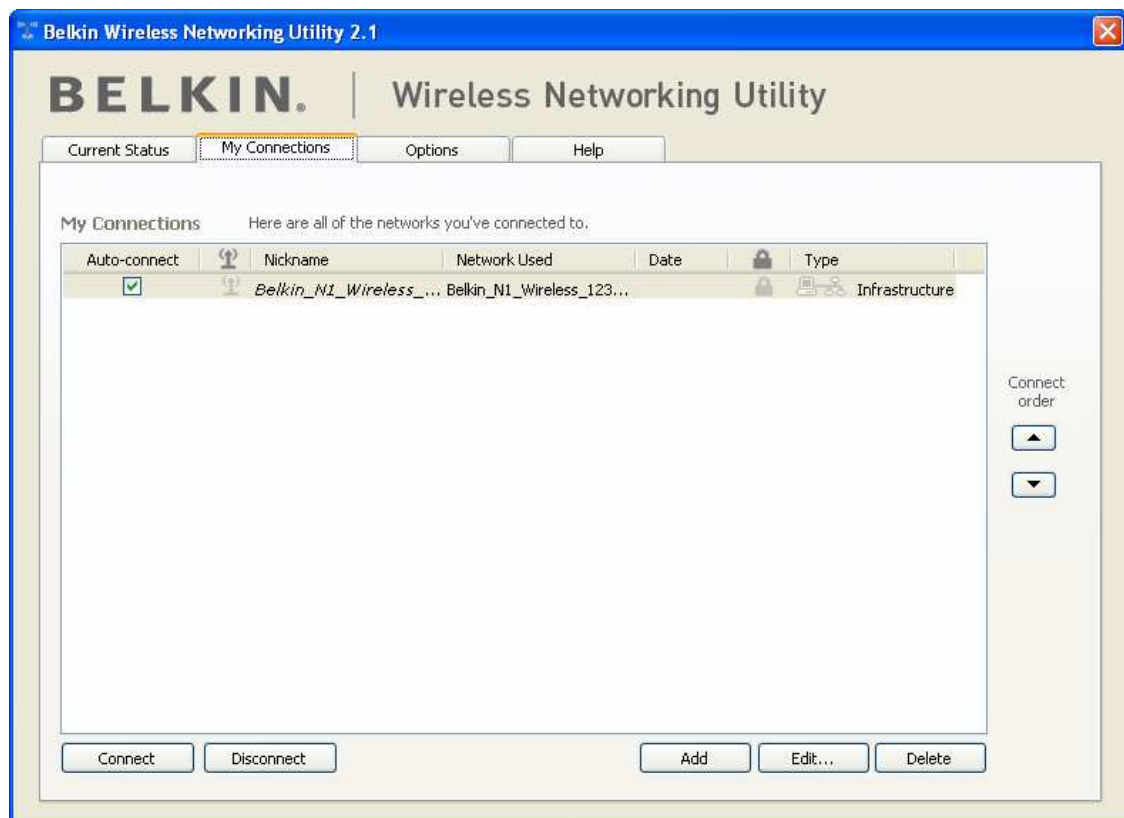 Belkin Wireless Networking Utility 2.1
BELKIN® Wireless Networking Utility
Current Status My Connections Options Help
My Connections Here are all of the networks you've connected to.
Auto-connect Nickname Network Used Date Type
Belkin_N1_Wireless_... Belkin_N1_Wireless_123... Infrastructure
Connect
order
Connect Disconnect Add Edit... Delete